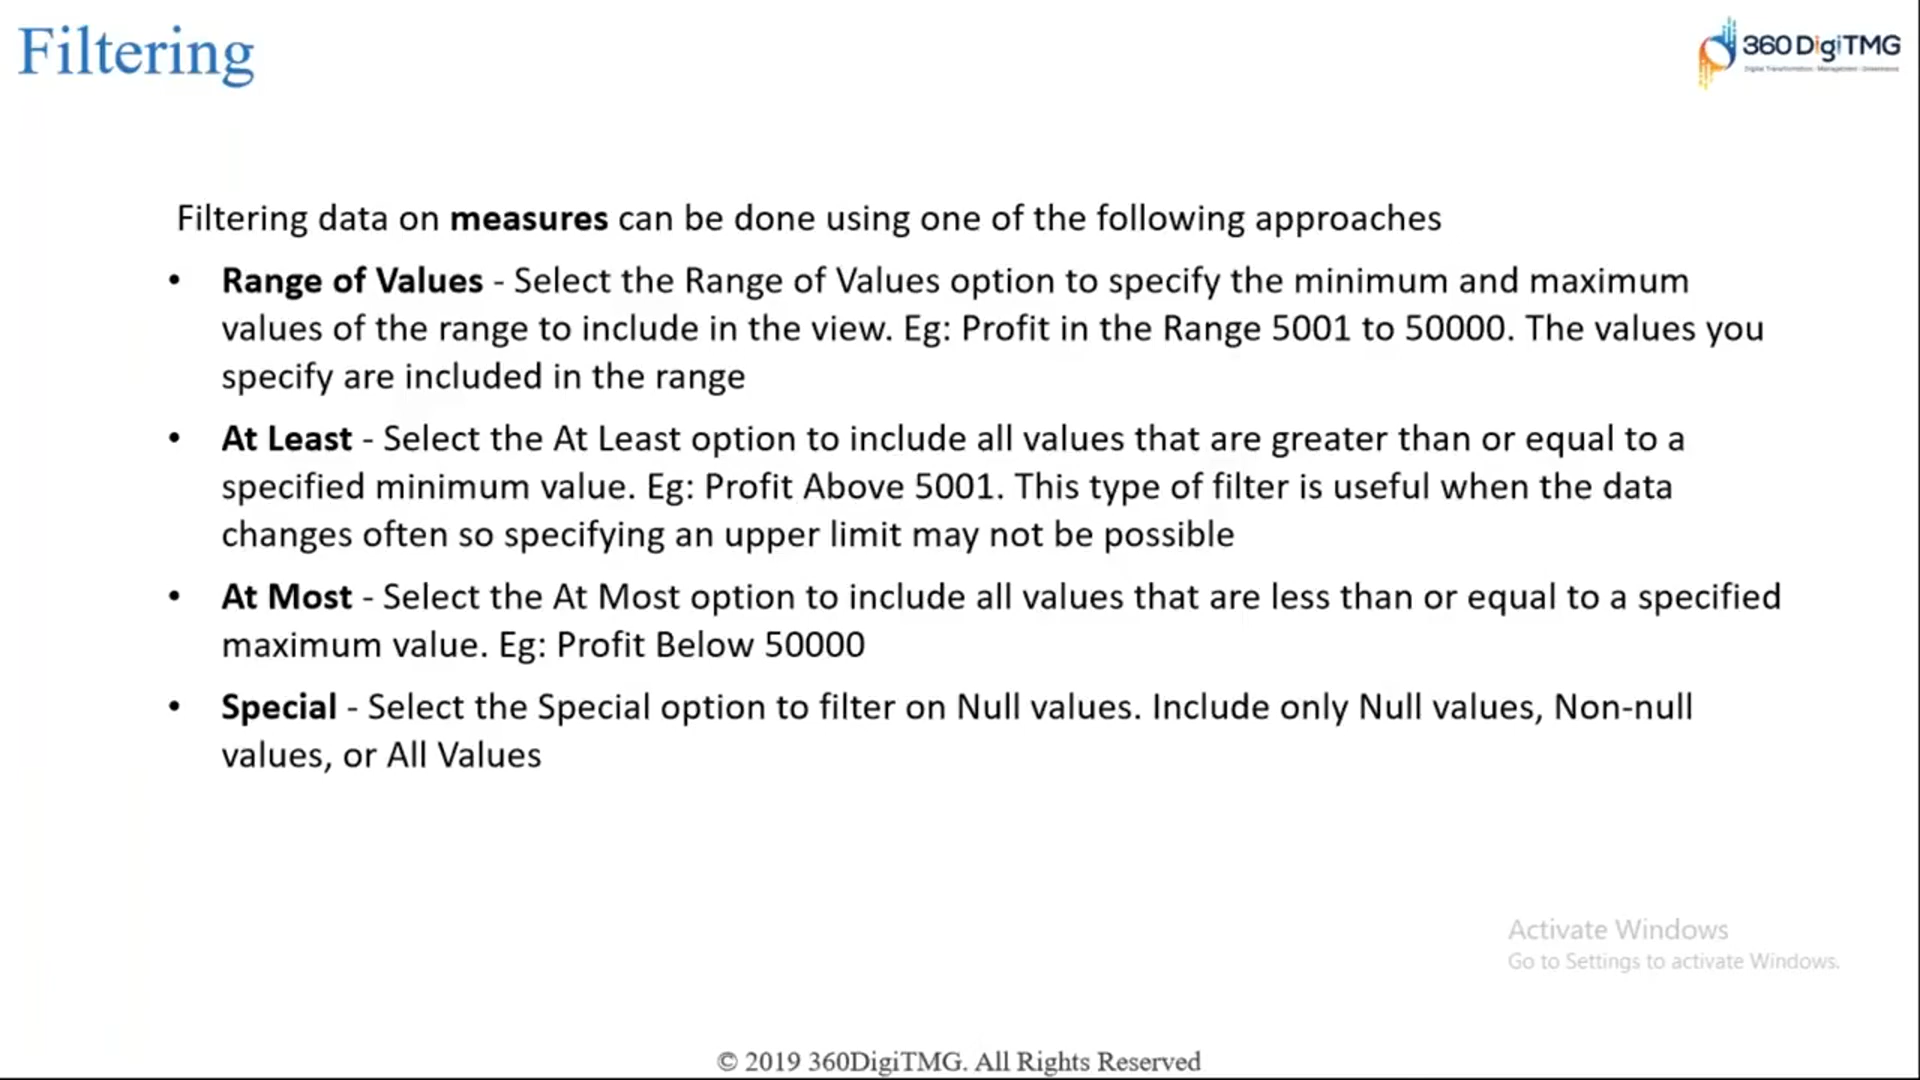 Filtering
360DigiTMG
Filtering data on measures can be done using one of the following approaches
• Range of Values - Select the Range of Values option to specify the minimum and maximum
values of the range to include in the view. Eg: Profit in the Range 5001 to 50000. The values you
specify are included in the range
• At Least - Select the At Least option to include all values that are greater than or equal to a
specified minimum value. Eg: Profit Above 5001. This type of filter is useful when the data
changes often so specifying an upper limit may not be possible
• At Most - Select the At Most option to include all values that are less than or equal to a specified
maximum value. Eg: Profit Below 50000
• Special - Select the Special option to filter on Null values. Include only Null values, Non-null
values, or All Values
Activate Windows
Go to Settings to activate Windows.
© 2019 360DigiTMG. All Rights Reserved